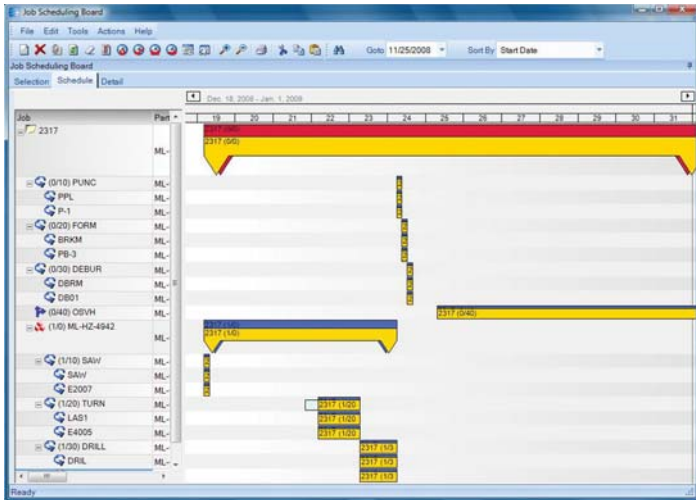 Job Scheduling Board
File Edit Tools Actions Help
Goto 11/25/2008 Sort By Start Date
Job Scheduling Board
Selection Schedule Detail
Dec. 18, 2008 - Jan. 1, 2009
Job Part 19 20 21 22 23 24 25 26 27 28 29 30 31
2317 2317 (0/0)
ML- 2317 (0/0)
(0/10) PUNC ML-
PPL ML-
P-1 ML-
(0/20) FORM ML-
BRKM ML-
PB-3 ML-
(0/30) DEBUR ML-
DBRM ML-
DB01 ML-
(0/40) OSVH ML- 2317 (0/40)
(1/0) ML-HZ-4942 2317 (1/0)
ML- 2317 (1/0)
(1/10) SAW ML-
SAW ML-
E2007 ML-
(1/20) TURN ML- 2317 (1/20
LAS1 ML- 2317 (1/20
E4005 ML- 2317 (1/20
(1/30) DRILL ML- 2317 (1/3
DRIL ML- 2317 (1/3
2317 (1/3
Ready